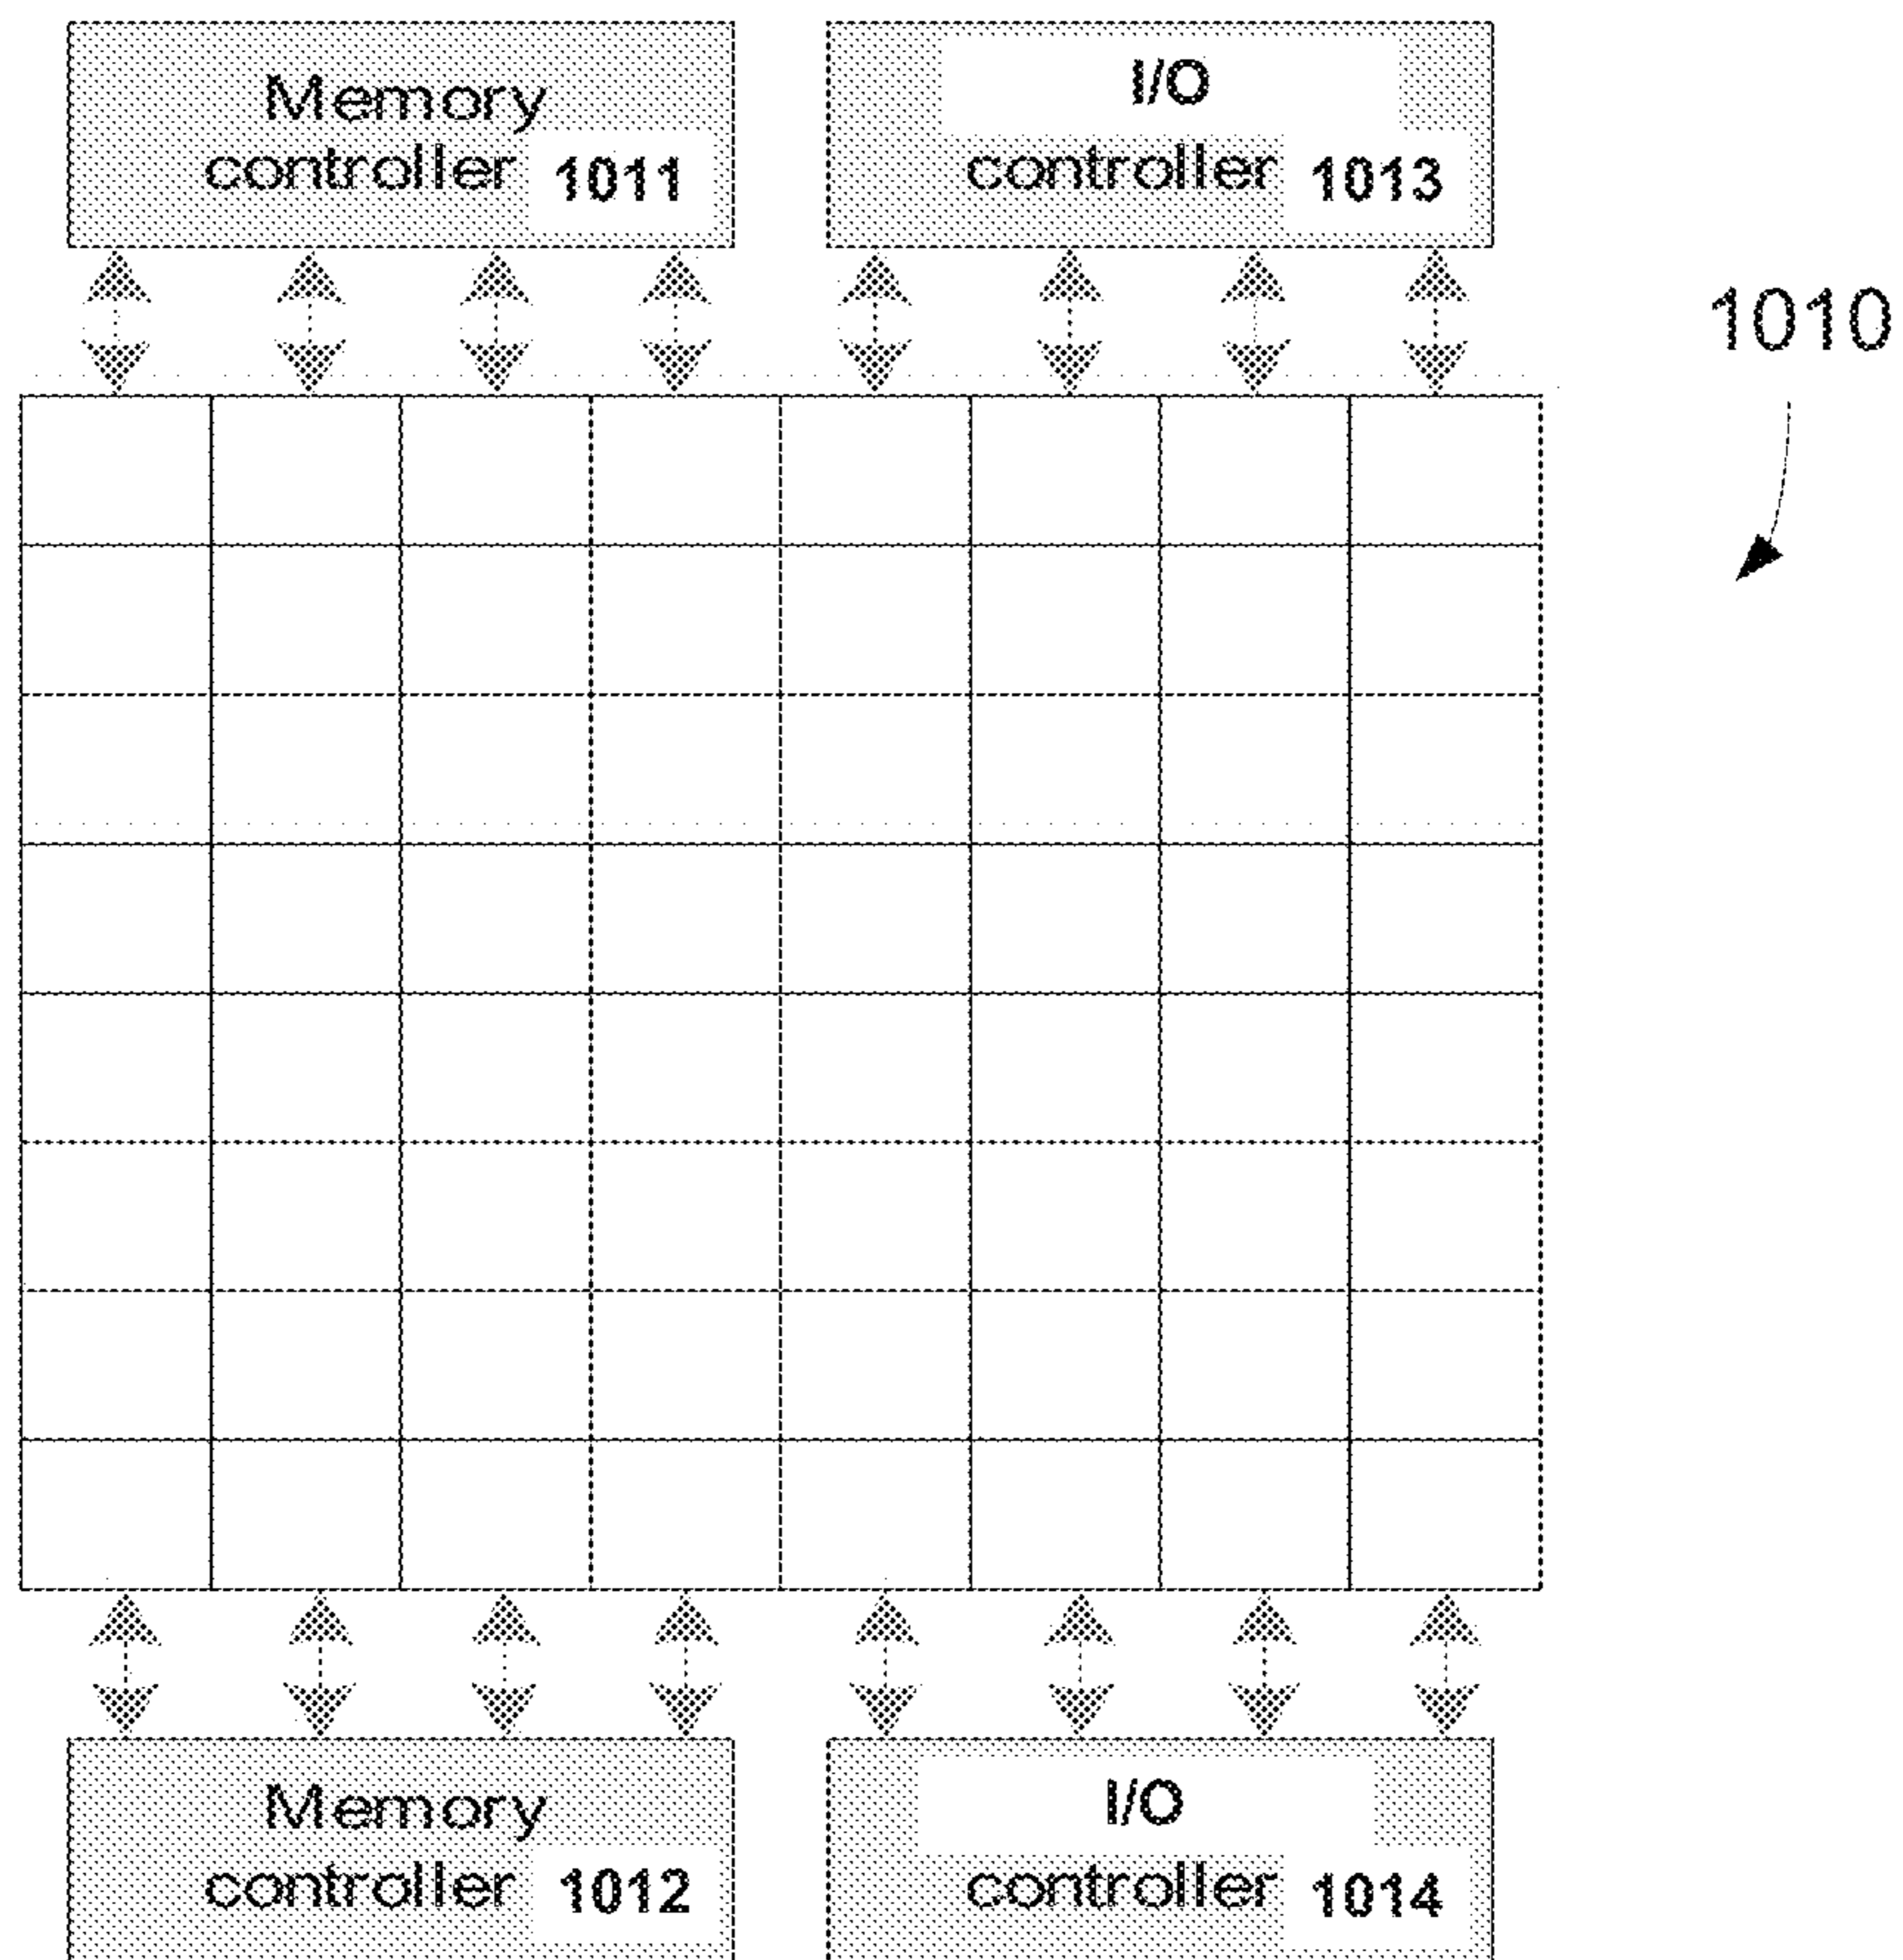 Memory
controller 1011
I/O
controller 1013
1010
Memory
controller 1012
I/O
controller 1014